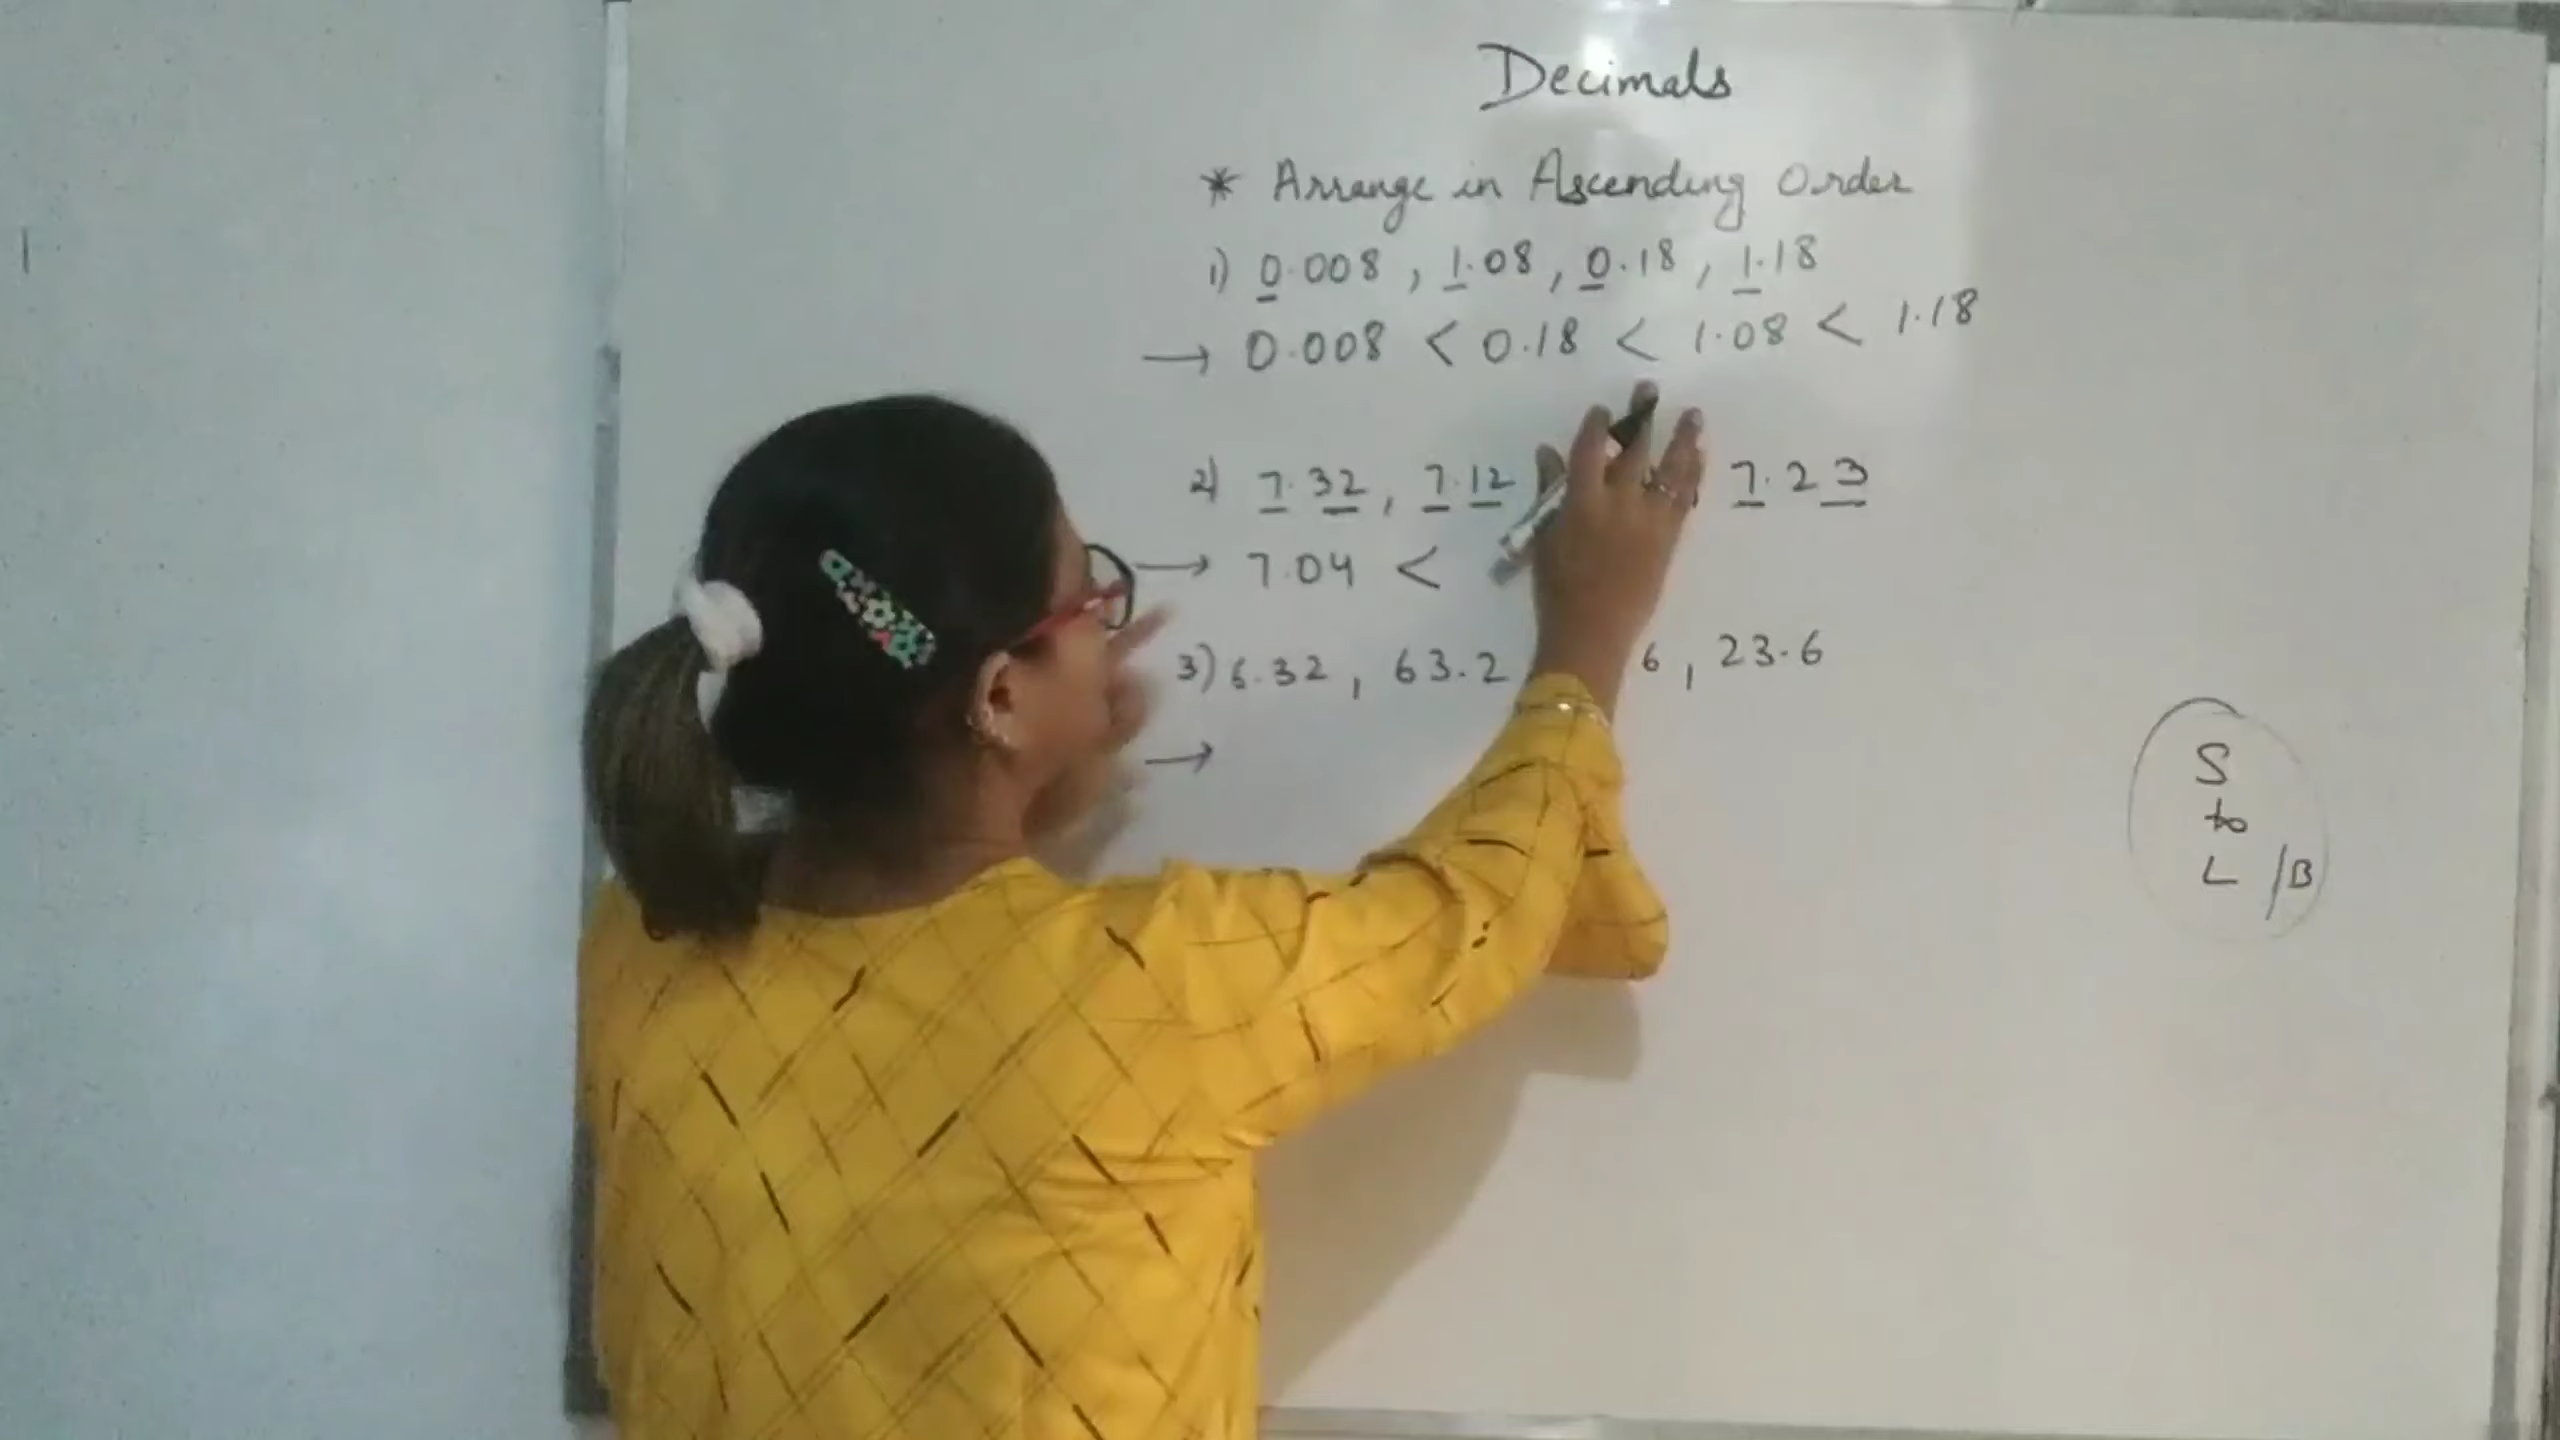 Decimals
* Arrange in Ascending Order
1) 0.008 , 1.08 , 0.18 , 1.18
→ 0.008 < 0.18 < 1.08 < 1.18
2) 7.32 , 7.12 7.23
→ 7.04 <
3) 6.32 , 63.2 6 , 23.6
→
S
to
L /B